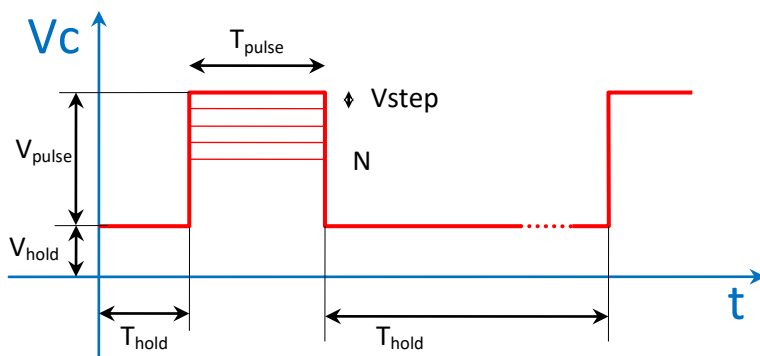 Vc
Tpulse
Vstep
Vpulse
N
Vhold
t
Thold
Thold